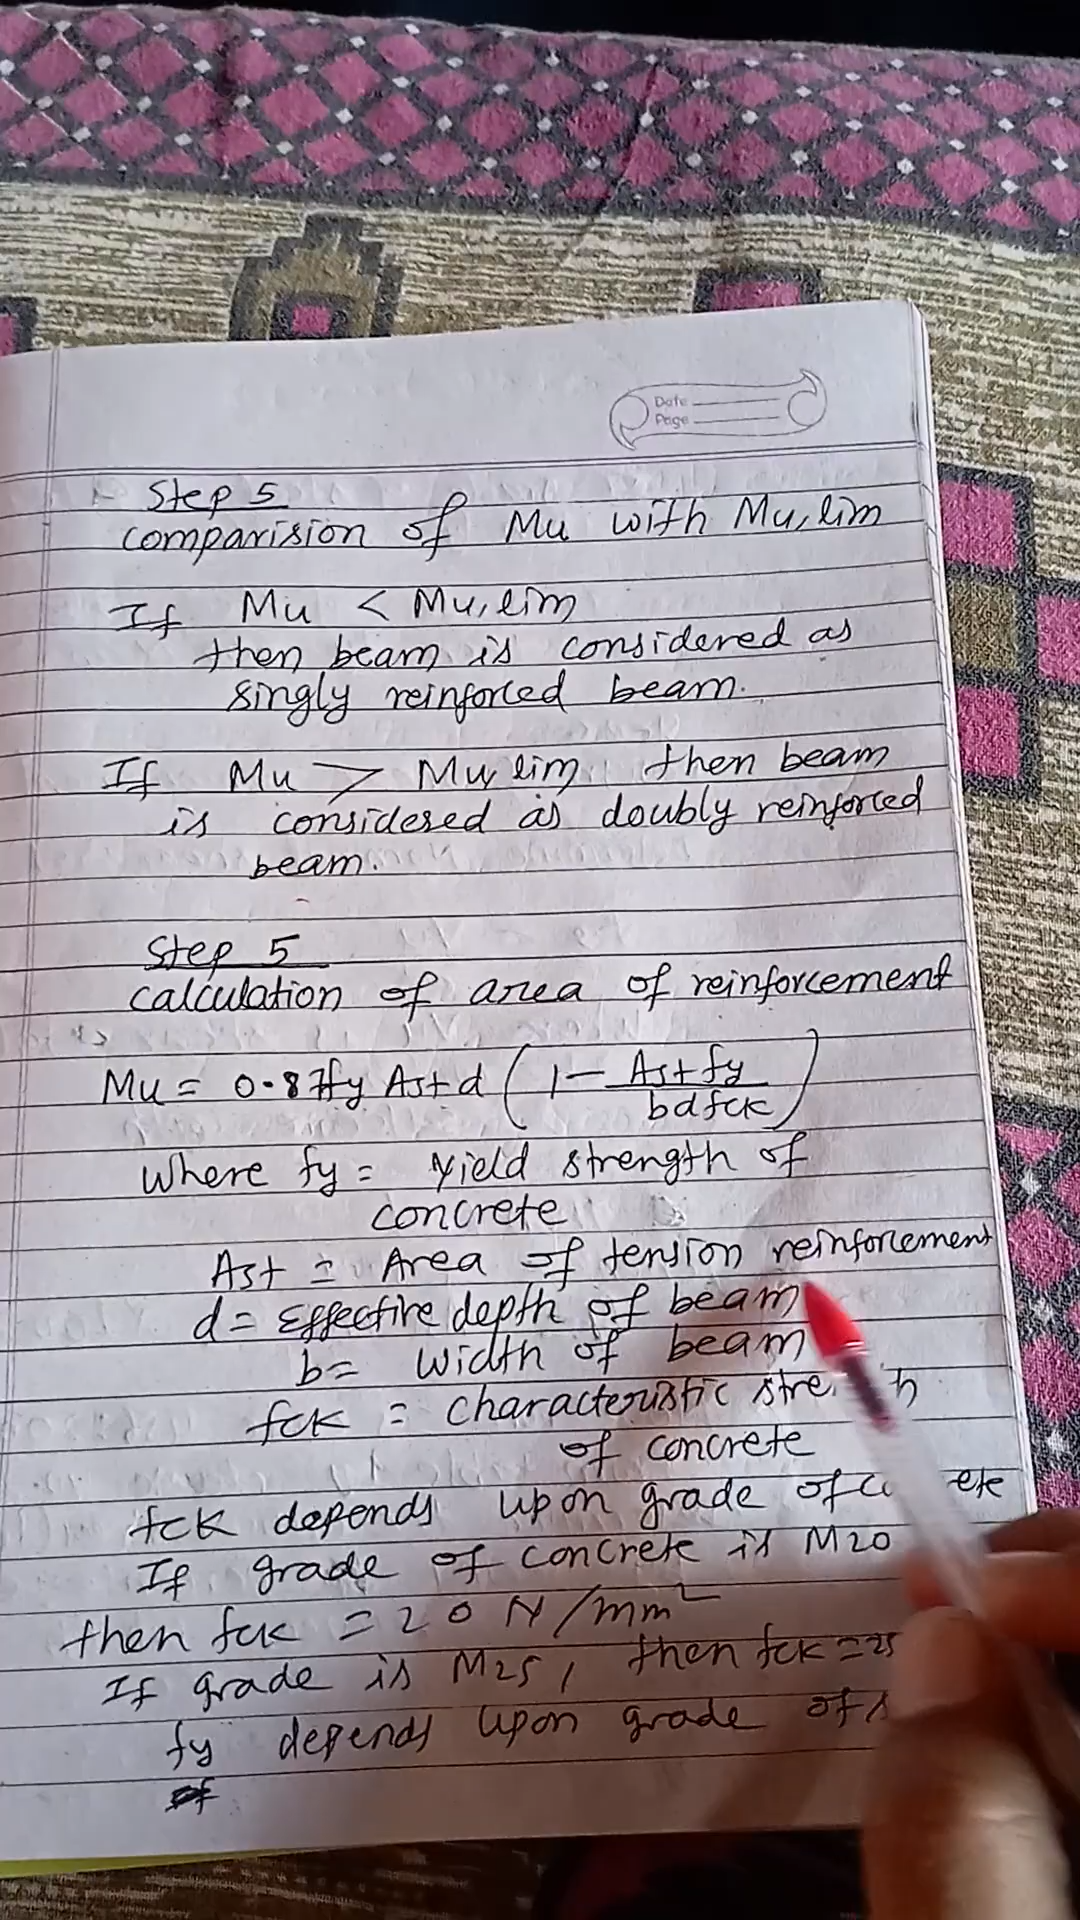 Date
Page
Step 5
comparision of Mu with Mu,lim
If Mu < Mu,lim
then beam is considered as
singly reinforced beam.
If Mu > Mu,lim then beam
is considered as doubly reinforced
beam.
Step 5
calculation of area of reinforcement
Mu = 0.87fy Ast d (1 - Ast fy / bdfck)
Where fy = Yield strength of
concrete
Ast = Area of tension reinforcement
d = Effective depth of beam
b = width of beam
fck = characteristic
of concrete
fck depends upon grade of
If grade of concrete is M20
then fck = 20 N/mm²
If grade is M25, then fck = 25
fy depends upon grade of